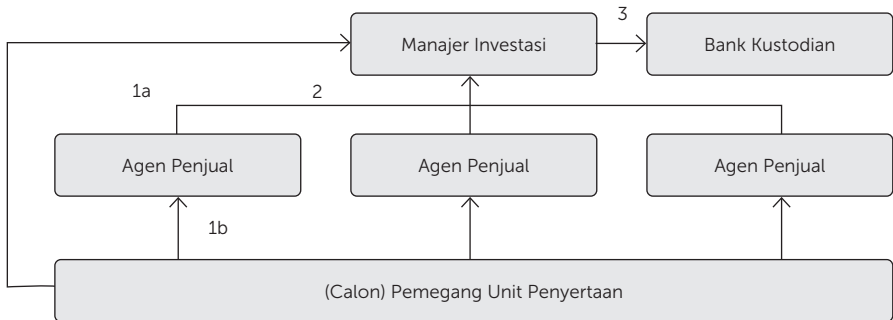 3
Manajer Investasi
Bank Kustodian
1a
2
Agen Penjual
Agen Penjual
Agen Penjual
1b
(Calon) Pemegang Unit Penyertaan